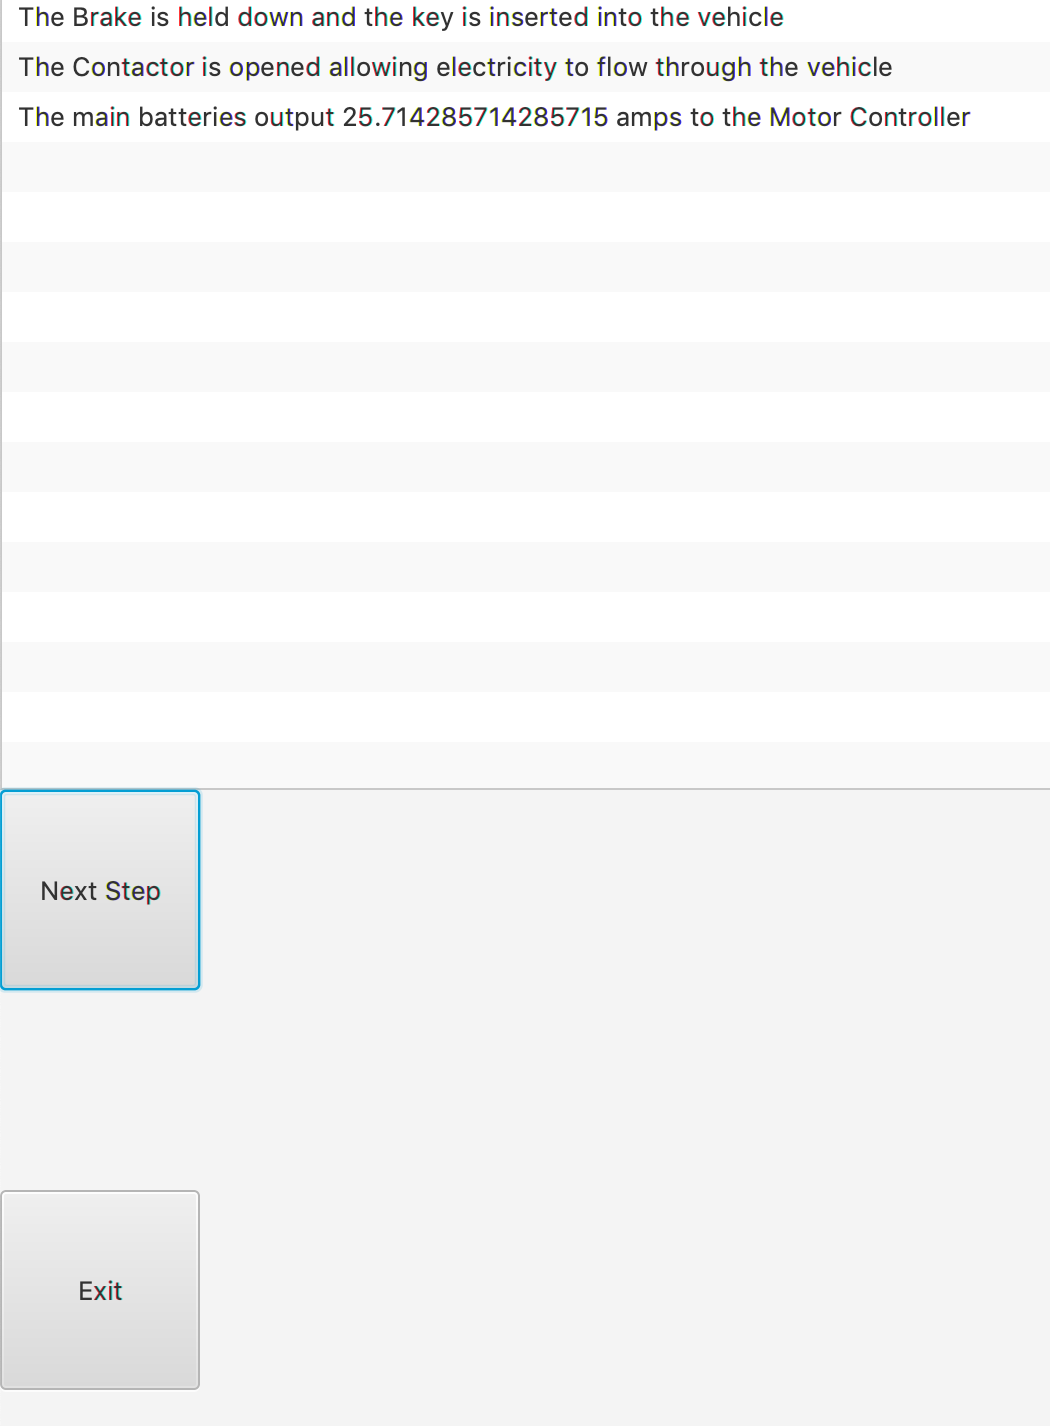 The Brake is held down and the key is inserted into the vehicle
The Contactor is opened allowing electricity to flow through the vehicle
The main batteries output 25.714285714285715 amps to the Motor Controller
Next Step
Exit